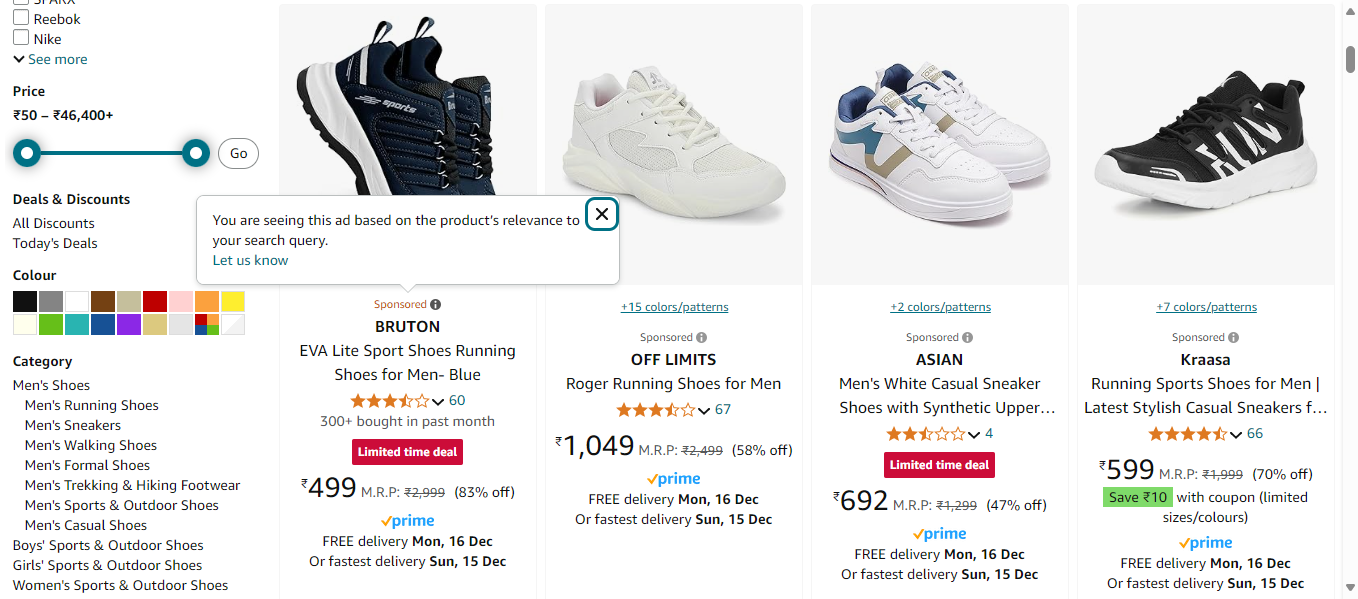 SPARX
Reebok
Nike
See more
Price
₹50 – ₹46,400+
Go
Deals & Discounts
All Discounts
Today's Deals
Colour
Category
Men's Shoes
Men's Running Shoes
Men's Sneakers
Men's Walking Shoes
Men's Formal Shoes
Men's Trekking & Hiking Footwear
Men's Sports & Outdoor Shoes
Men's Casual Shoes
Boys' Sports & Outdoor Shoes
Girls' Sports & Outdoor Shoes
Women's Sports & Outdoor Shoes
sports
You are seeing this ad based on the product's relevance to
your search query.
Let us know
Sponsored
BRUTON
EVA Lite Sport Shoes Running
Shoes for Men- Blue
60
300+ bought in past month
Limited time deal
₹499 M.R.P: ₹2,999 (83% off)
prime
FREE delivery Mon, 16 Dec
Or fastest delivery Sun, 15 Dec
+15 colors/patterns
Sponsored
OFF LIMITS
Roger Running Shoes for Men
67
₹1,049 M.R.P: ₹2,499 (58% off)
prime
FREE delivery Mon, 16 Dec
Or fastest delivery Sun, 15 Dec
+2 colors/patterns
Sponsored
ASIAN
Men's White Casual Sneaker
Shoes with Synthetic Upper…
4
Limited time deal
₹692 M.R.P: ₹1,299 (47% off)
prime
FREE delivery Mon, 16 Dec
Or fastest delivery Sun, 15 Dec
RUN
+7 colors/patterns
Sponsored
Kraasa
Running Sports Shoes for Men |
Latest Stylish Casual Sneakers f…
66
₹599 M.R.P: ₹1,999 (70% off)
Save ₹10 with coupon (limited
sizes/colours)
prime
FREE delivery Mon, 16 Dec
Or fastest delivery Sun, 15 Dec